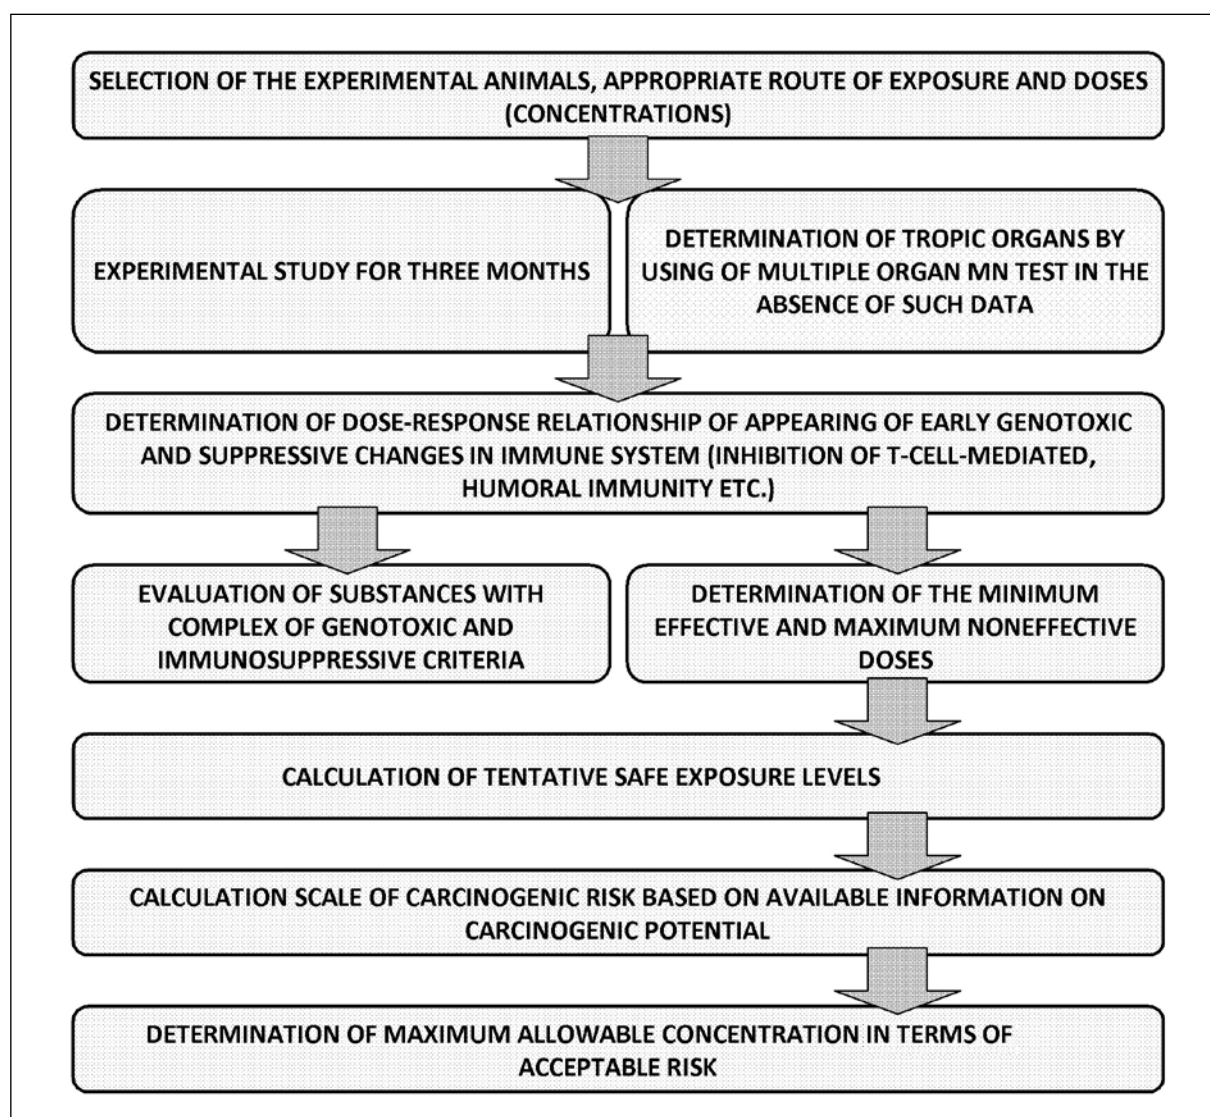 SELECTION OF THE EXPERIMENTAL ANIMALS, APPROPRIATE ROUTE OF EXPOSURE AND DOSES
(CONCENTRATIONS)
EXPERIMENTAL STUDY FOR THREE MONTHS
DETERMINATION OF TROPIC ORGANS BY
USING OF MULTIPLE ORGAN MN TEST IN THE
ABSENCE OF SUCH DATA
DETERMINATION OF DOSE-RESPONSE RELATIONSHIP OF APPEARING OF EARLY GENOTOXIC
AND SUPPRESSIVE CHANGES IN IMMUNE SYSTEM (INHIBITION OF T-CELL-MEDIATED,
HUMORAL IMMUNITY ETC.)
EVALUATION OF SUBSTANCES WITH
COMPLEX OF GENOTOXIC AND
IMMUNOSUPPRESSIVE CRITERIA
DETERMINATION OF THE MINIMUM
EFFECTIVE AND MAXIMUM NONEFFECTIVE
DOSES
CALCULATION OF TENTATIVE SAFE EXPOSURE LEVELS
CALCULATION SCALE OF CARCINOGENIC RISK BASED ON AVAILABLE INFORMATION ON
CARCINOGENIC POTENTIAL
DETERMINATION OF MAXIMUM ALLOWABLE CONCENTRATION IN TERMS OF
ACCEPTABLE RISK